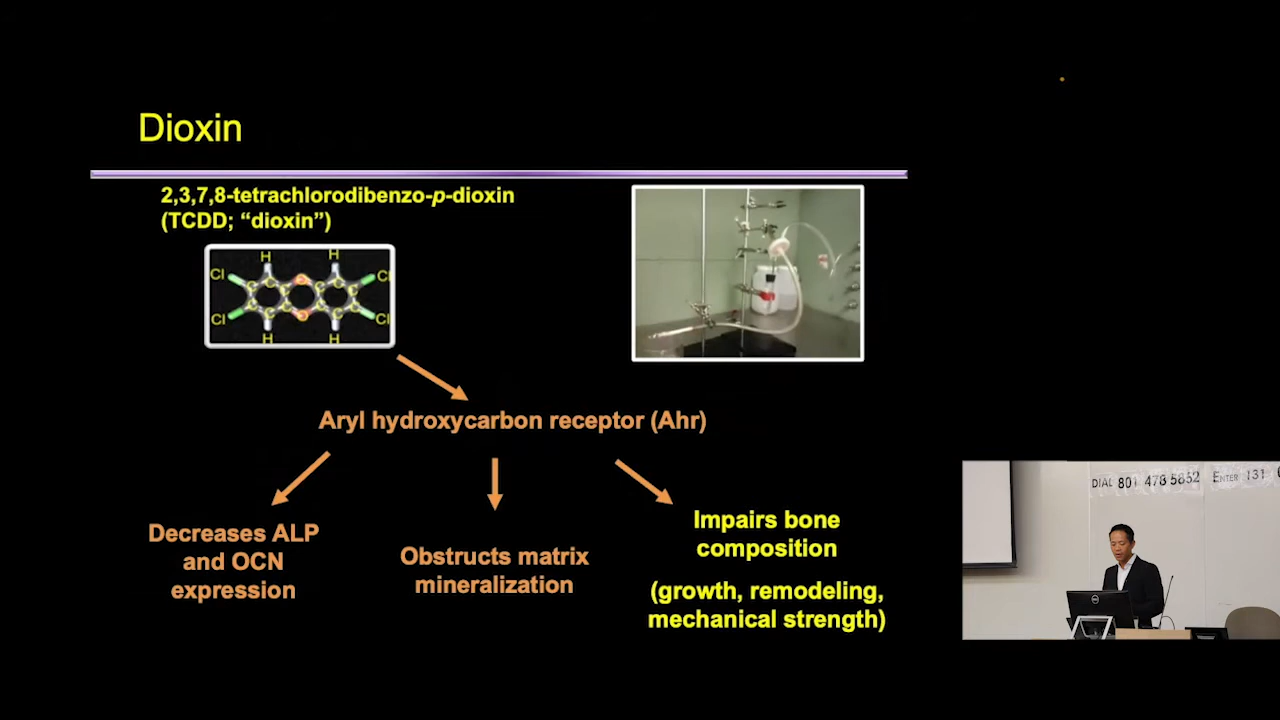 Dioxin
2,3,7,8-tetrachlorodibenzo-p-dioxin
(TCDD; “dioxin”)
H H
Cl Cl
Cl Cl
H H
Aryl hydroxycarbon receptor (Ahr)
Decreases ALP
and OCN
expression
Obstructs matrix
mineralization
Impairs bone
composition
(growth, remodeling,
mechanical strength)
DIAL 801 478 5852 ENTER 131
DELL